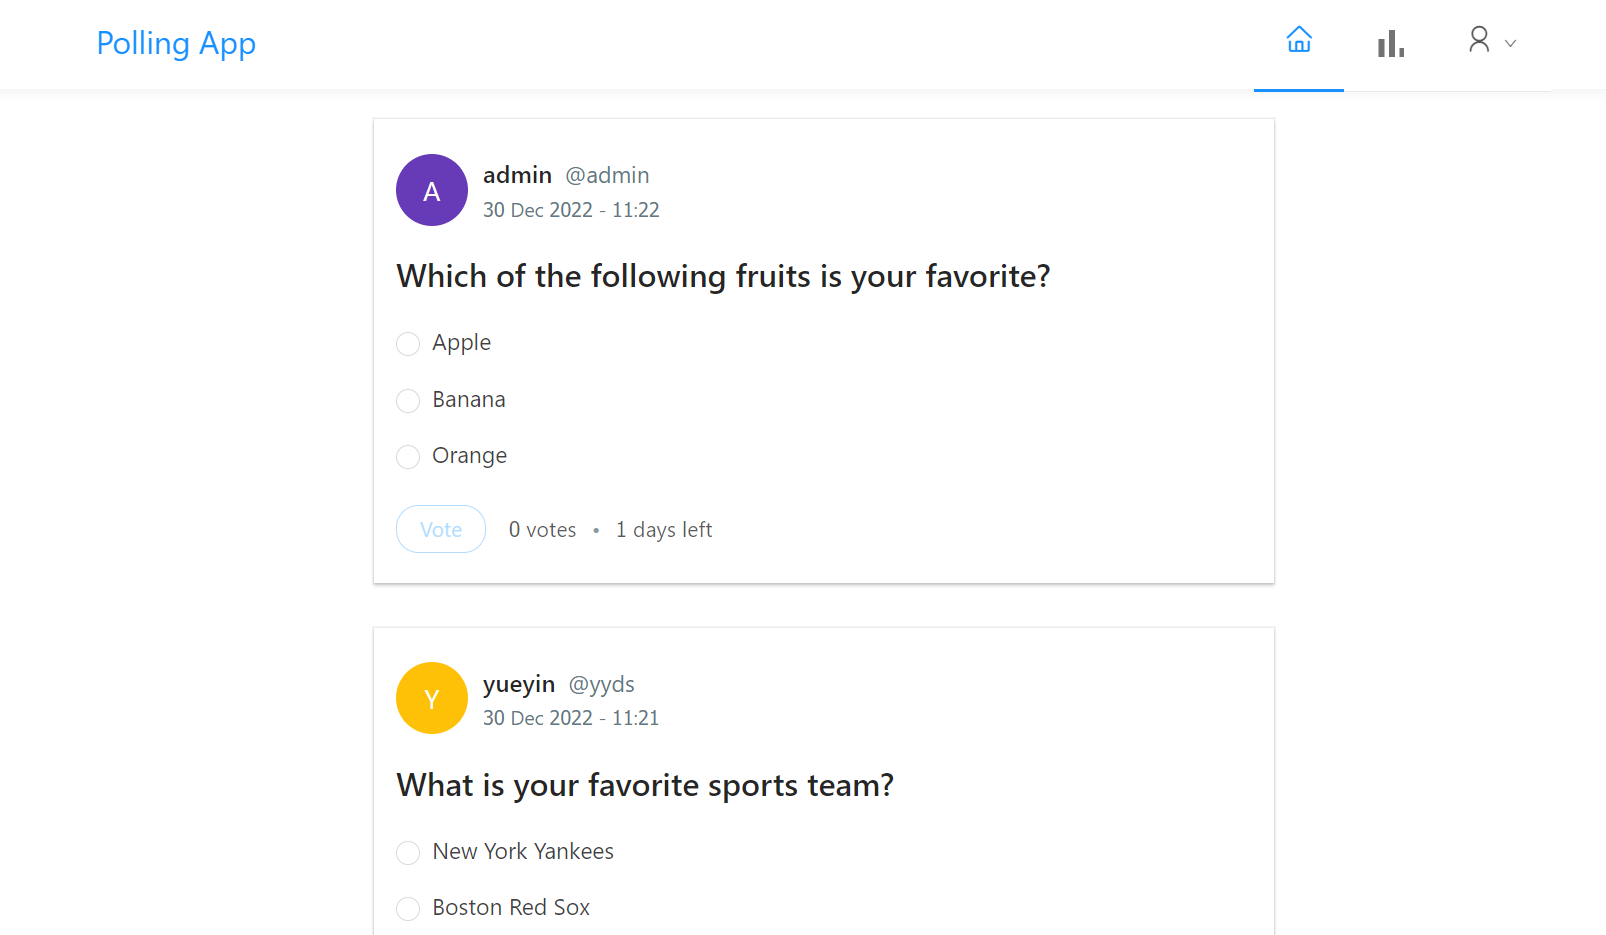 Polling App
A
admin @admin
30 Dec 2022 - 11:22
Which of the following fruits is your favorite?
Apple
Banana
Orange
Vote 0 votes • 1 days left
Y
yueyin @yyds
30 Dec 2022 - 11:21
What is your favorite sports team?
New York Yankees
Boston Red Sox